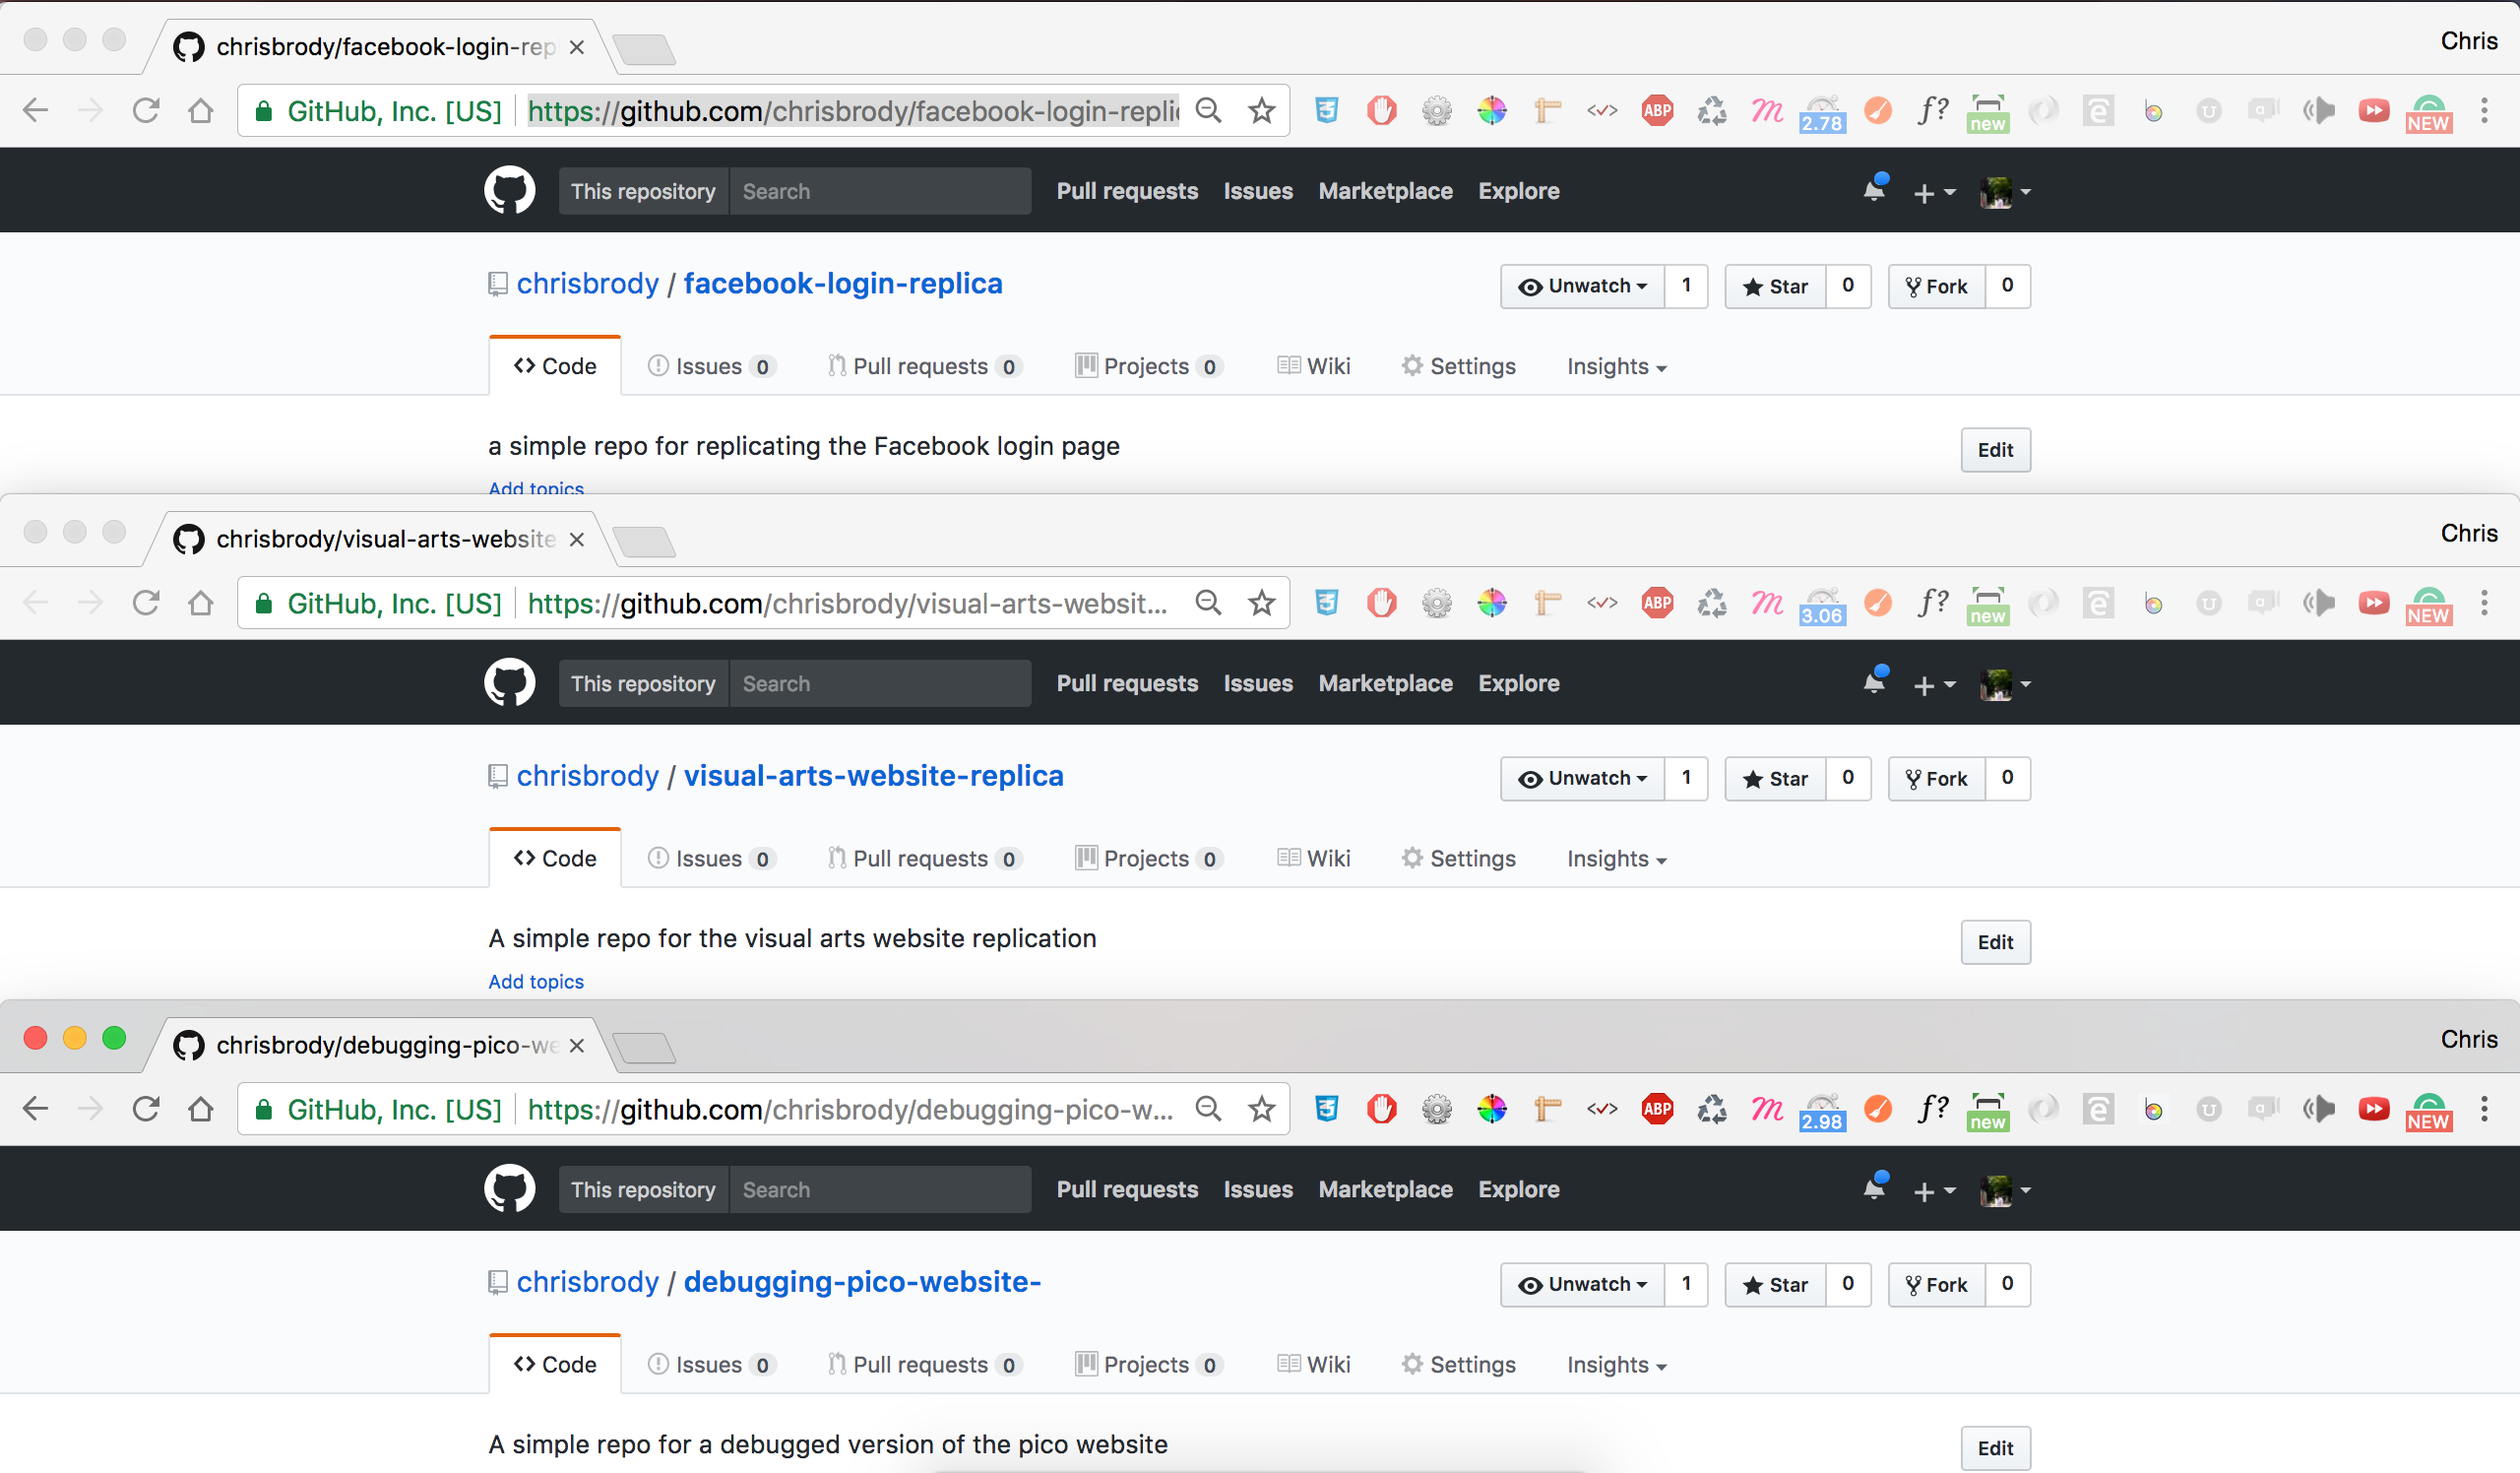 chrisbrody/facebook-login-rep
Chris
GitHub, Inc. [US] https://github.com/chrisbrody/facebook-login-repli
ABP 2.78 f? new NEW
This repository Search Pull requests Issues Marketplace Explore
chrisbrody / facebook-login-replica
Unwatch 1 Star 0 Fork 0
Code Issues 0 Pull requests 0 Projects 0 Wiki Settings Insights
a simple repo for replicating the Facebook login page
Edit
Add topics
chrisbrody/visual-arts-website
Chris
GitHub, Inc. [US] https://github.com/chrisbrody/visual-arts-websit...
ABP 3.06 f? new NEW
This repository Search Pull requests Issues Marketplace Explore
chrisbrody / visual-arts-website-replica
Unwatch 1 Star 0 Fork 0
Code Issues 0 Pull requests 0 Projects 0 Wiki Settings Insights
A simple repo for the visual arts website replication
Edit
Add topics
chrisbrody/debugging-pico-we
Chris
GitHub, Inc. [US] https://github.com/chrisbrody/debugging-pico-w...
ABP 2.98 f? new NEW
This repository Search Pull requests Issues Marketplace Explore
chrisbrody / debugging-pico-website-
Unwatch 1 Star 0 Fork 0
Code Issues 0 Pull requests 0 Projects 0 Wiki Settings Insights
A simple repo for a debugged version of the pico website
Edit